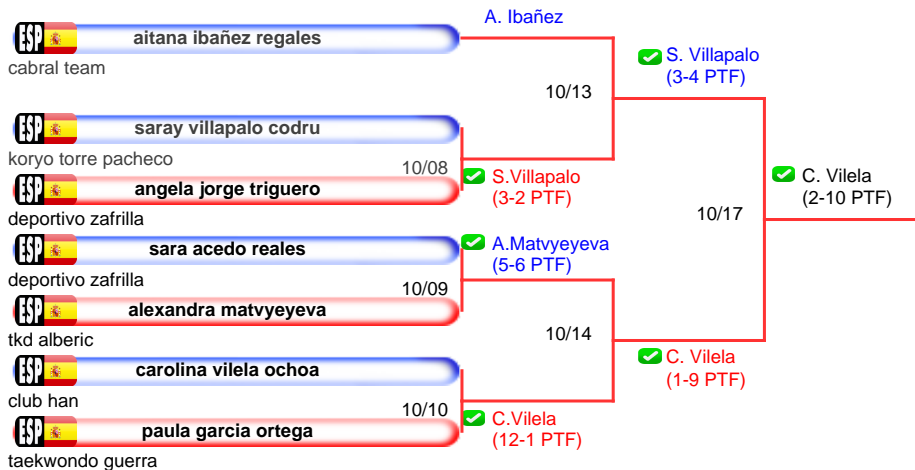 A. Ibañez
ESP aitana ibañez regales
cabral team
S. Villapalo
(3-4 PTF)
10/13
ESP saray villapalo codru
koryo torre pacheco
10/08
S.Villapalo
(3-2 PTF)
C. Vilela
(2-10 PTF)
ESP angela jorge triguero
deportivo zafrilla
10/17
ESP sara acedo reales
A.Matvyeyeva
(5-6 PTF)
deportivo zafrilla
10/09
ESP alexandra matvyeyeva
tkd alberic
10/14
C. Vilela
(1-9 PTF)
ESP carolina vilela ochoa
club han
10/10
C.Vilela
(12-1 PTF)
ESP paula garcia ortega
taekwondo guerra